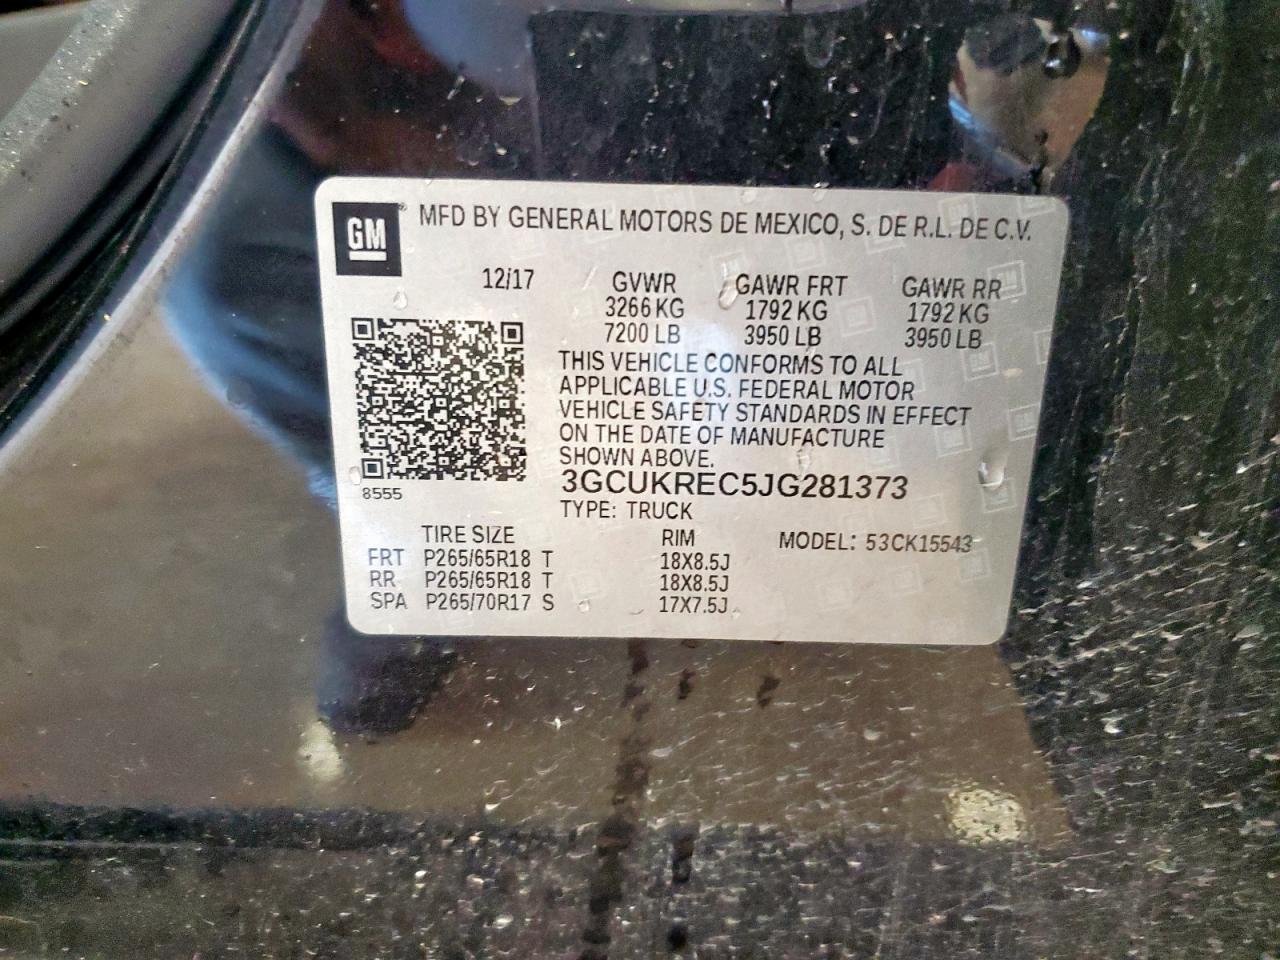 GM
MFD BY GENERAL MOTORS DE MEXICO, S. DE R.L. DE C.V.
12/17 GVWR GAWR FRT GAWR RR
3266 KG 1792 KG 1792 KG
7200 LB 3950 LB 3950 LB
THIS VEHICLE CONFORMS TO ALL
APPLICABLE U.S. FEDERAL MOTOR
VEHICLE SAFETY STANDARDS IN EFFECT
ON THE DATE OF MANUFACTURE
SHOWN ABOVE.
8555
3GCUKREC5JG281373
TYPE: TRUCK
TIRE SIZE RIM MODEL: 53CK15543
FRT P265/65R18 T 18X8.5J
RR P265/65R18 T 18X8.5J
SPA P265/70R17 S 17X7.5J